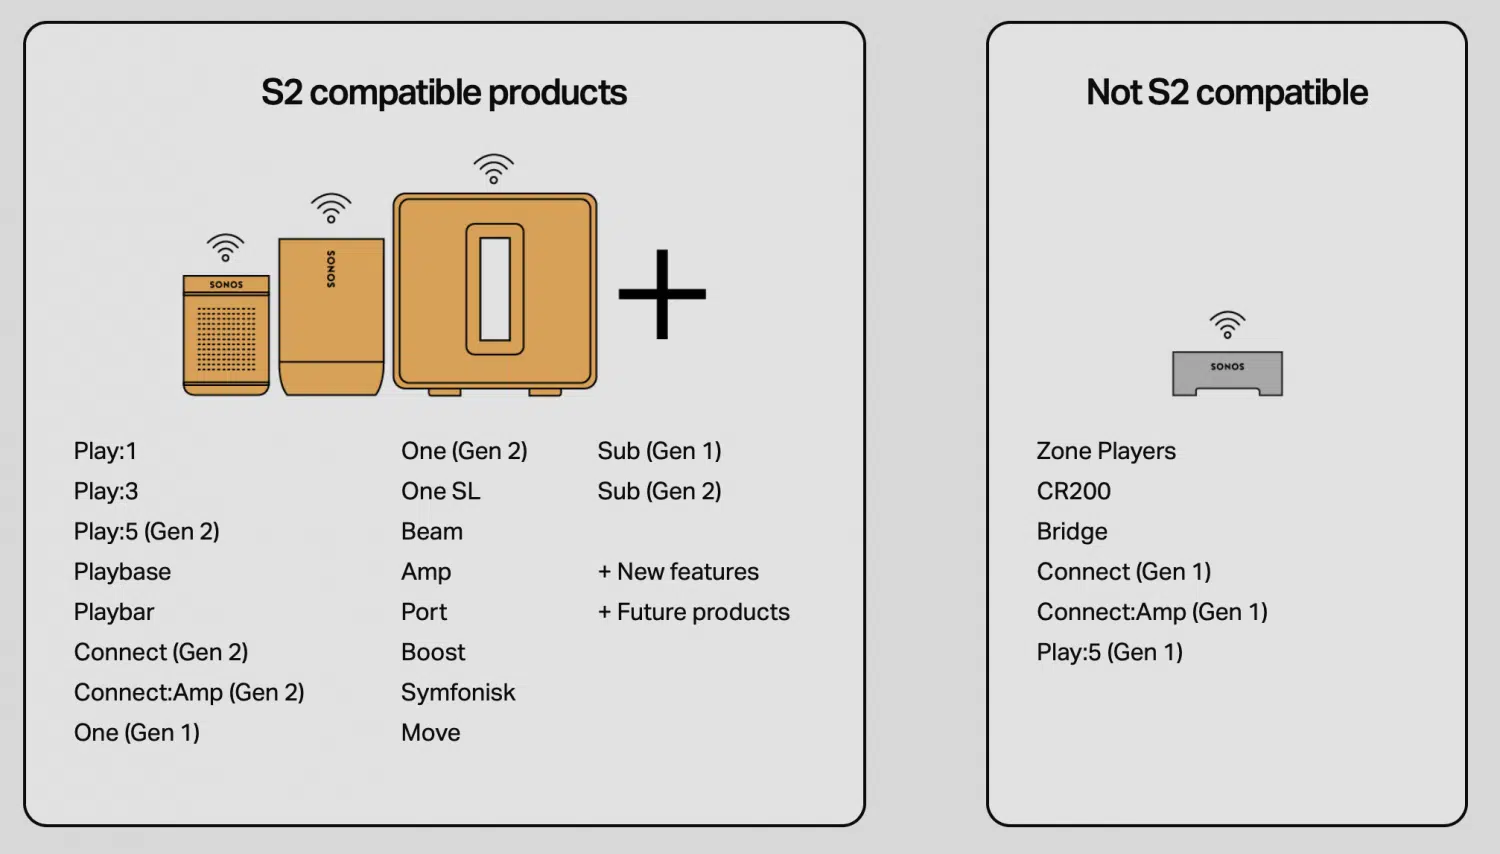 S2 compatible products
SONOS
SONOS
Play:1
Play:3
Play:5 (Gen 2)
Playbase
Playbar
Connect (Gen 2)
Connect:Amp (Gen 2)
One (Gen 1)
One (Gen 2)
One SL
Beam
Amp
Port
Boost
Symfonisk
Move
Sub (Gen 1)
Sub (Gen 2)
+ New features
+ Future products
Not S2 compatible
SONOS
Zone Players
CR200
Bridge
Connect (Gen 1)
Connect:Amp (Gen 1)
Play:5 (Gen 1)